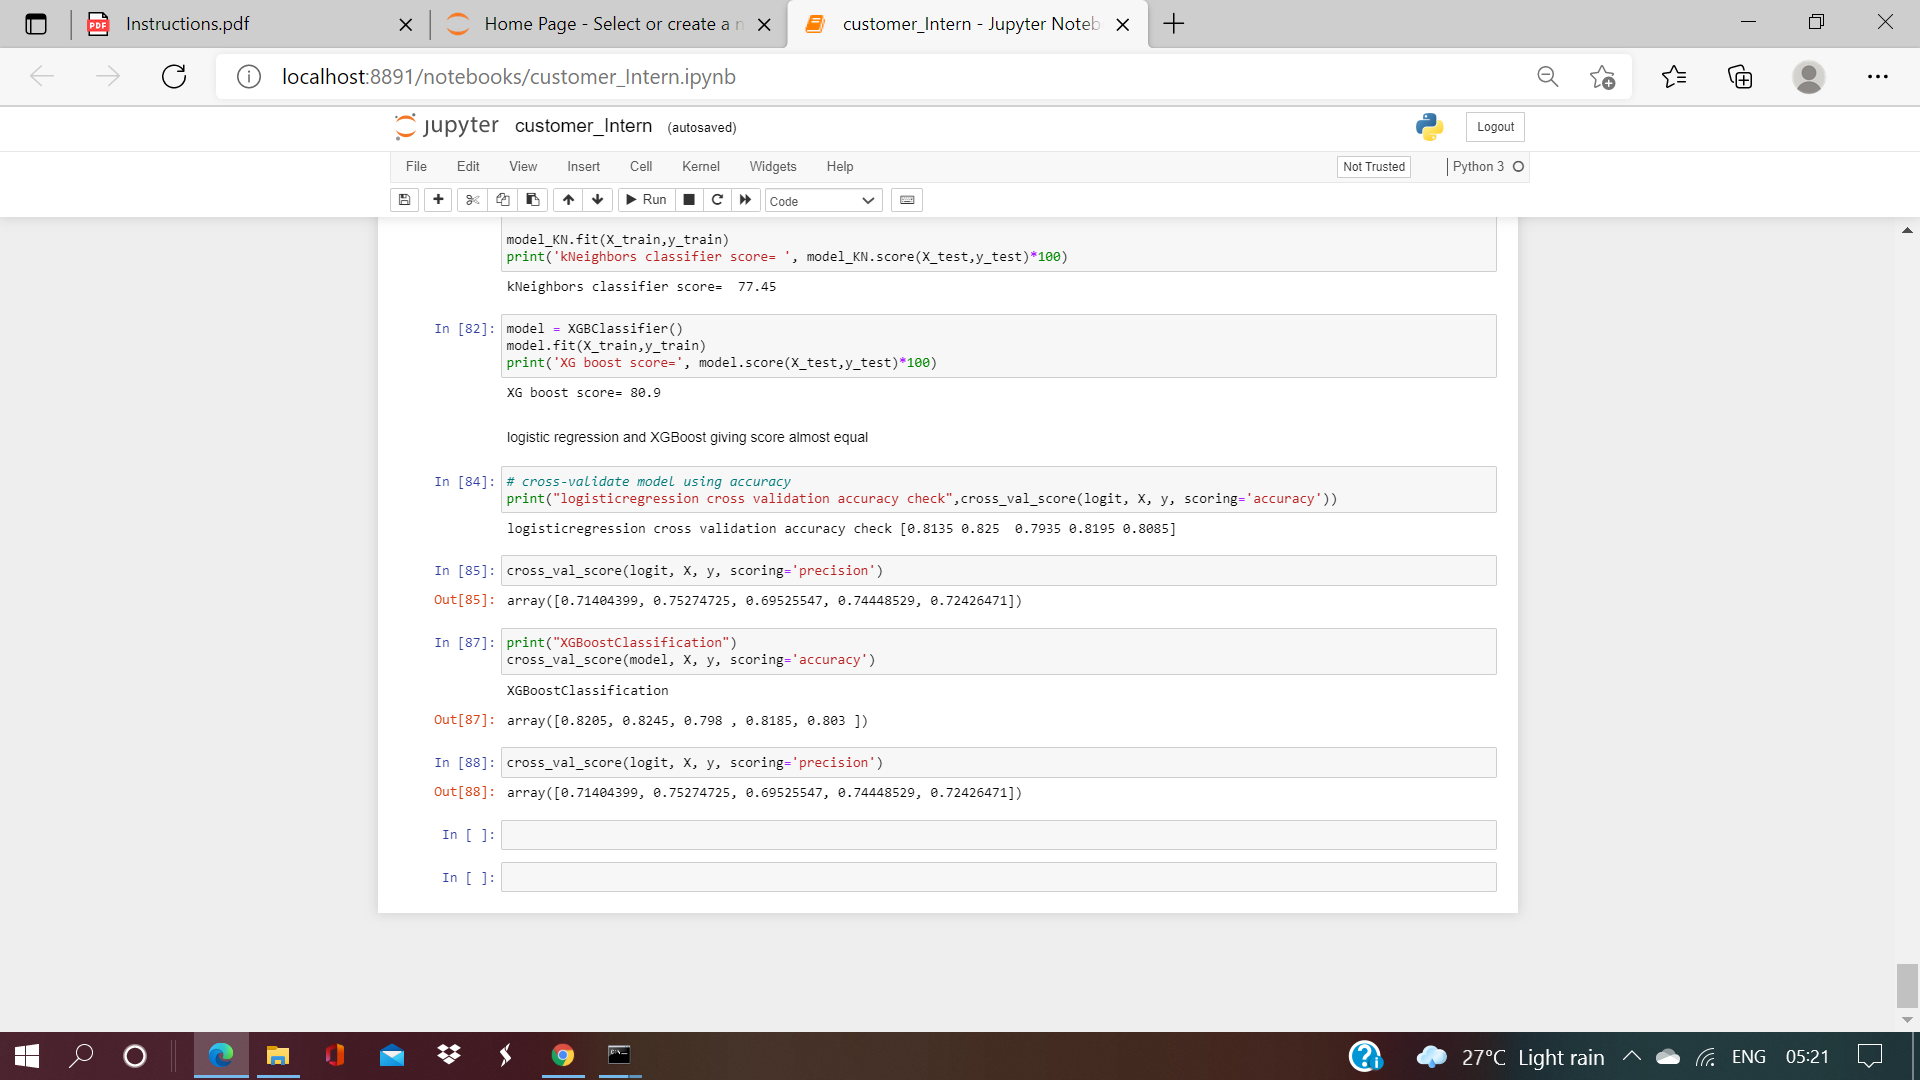 Instructions.pdf
Home Page - Select or create a n
customer_Intern - Jupyter Noteb
localhost:8891/notebooks/customer_Intern.ipynb
jupyter customer_Intern (autosaved)
Logout
File Edit View Insert Cell Kernel Widgets Help
Not Trusted
Python 3
Run
Code
model_KN.fit(X_train,y_train)
print('kNeighbors classifier score= ', model_KN.score(X_test,y_test)*100)
kNeighbors classifier score=  77.45
In [82]: model = XGBClassifier()
model.fit(X_train,y_train)
print('XG boost score=', model.score(X_test,y_test)*100)
XG boost score= 80.9
logistic regression and XGBoost giving score almost equal
In [84]: # cross-validate model using accuracy
print("logisticregression cross validation accuracy check",cross_val_score(logit, X, y, scoring='accuracy'))
logisticregression cross validation accuracy check [0.8135 0.825  0.7935 0.8195 0.8085]
In [85]: cross_val_score(logit, X, y, scoring='precision')
Out[85]: array([0.71404399, 0.75274725, 0.69525547, 0.74448529, 0.72426471])
In [87]: print("XGBoostClassification")
cross_val_score(model, X, y, scoring='accuracy')
XGBoostClassification
Out[87]: array([0.8205, 0.8245, 0.798 , 0.8185, 0.803 ])
In [88]: cross_val_score(logit, X, y, scoring='precision')
Out[88]: array([0.71404399, 0.75274725, 0.69525547, 0.74448529, 0.72426471])
In [ ]:
In [ ]:
27°C Light rain
ENG
05:21